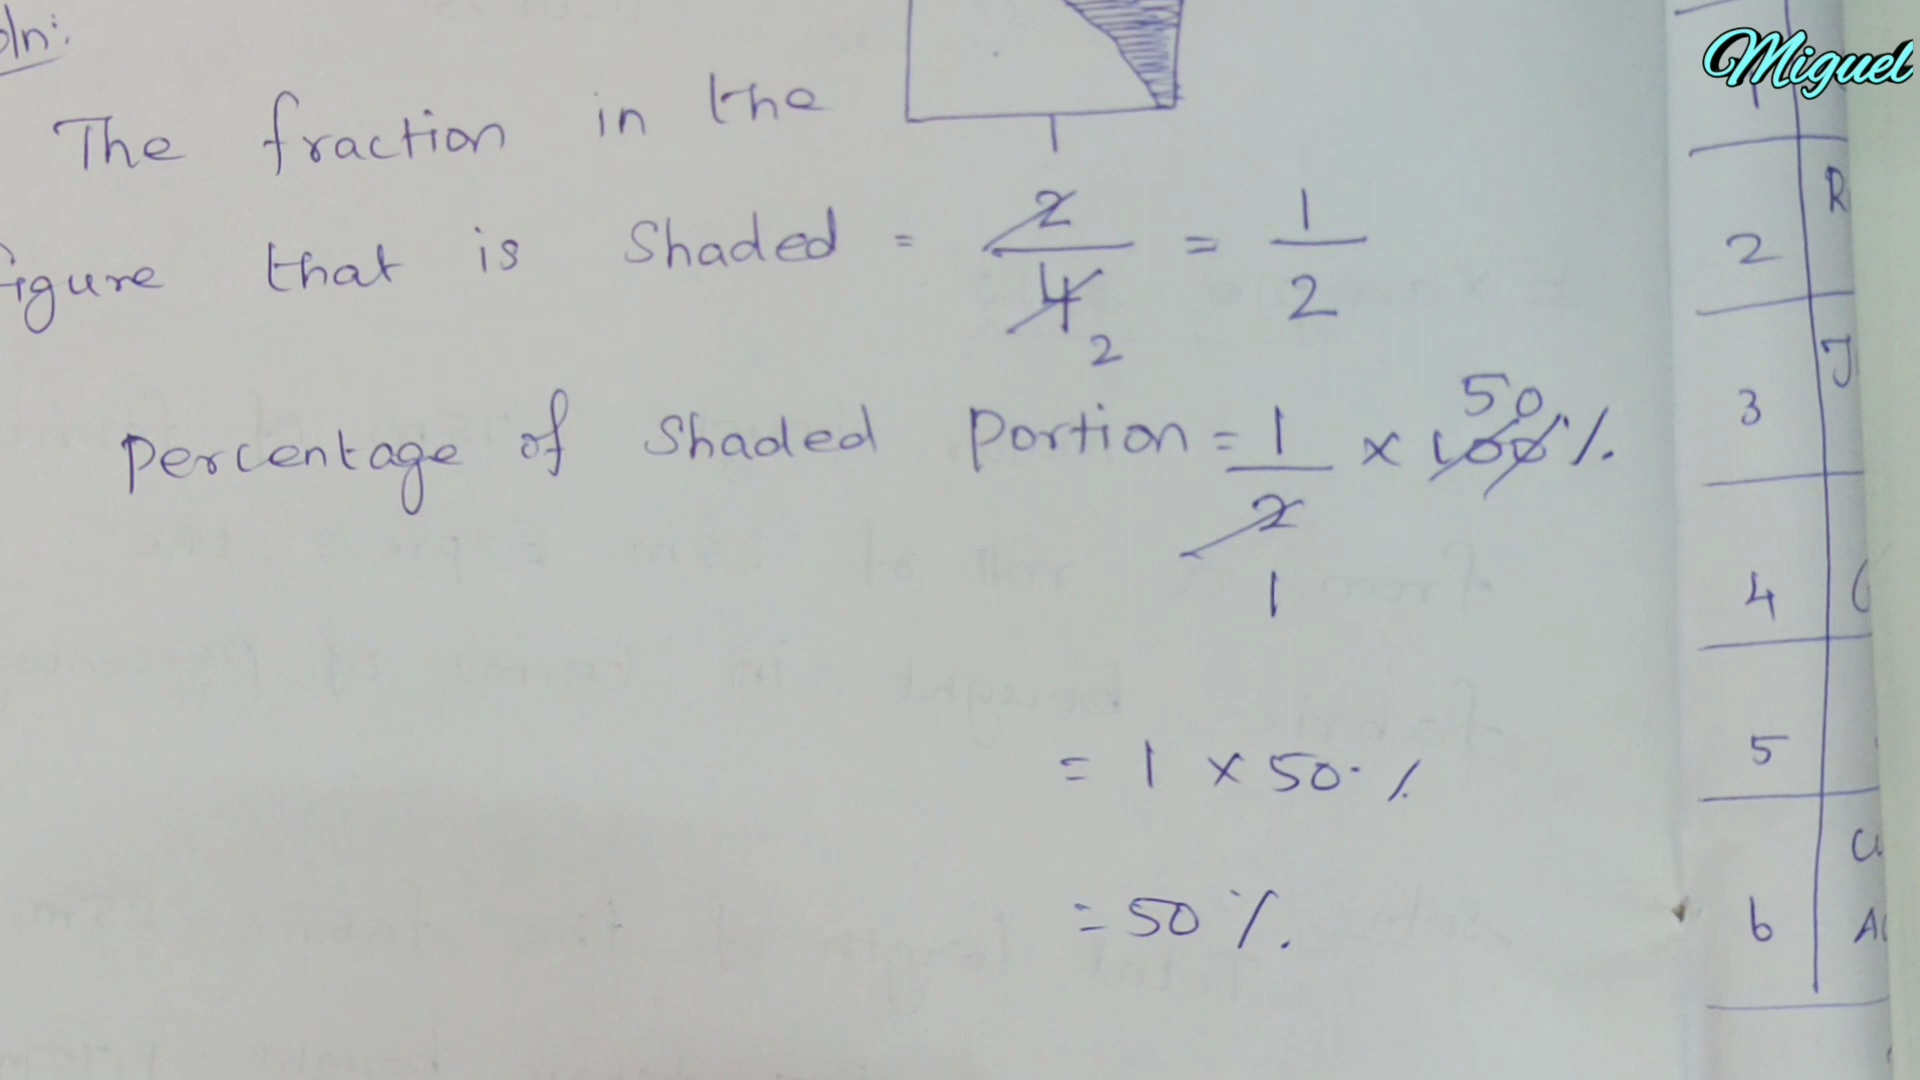 oln:
The fraction in the
figure that is Shaded = 2/4 2 = 1/2
Percentage of Shaded Portion = 1/2 1 × 100 50 %
= 1 × 50 %
= 50 %
Miguel
1
2 R
3 J
4
5
6 A